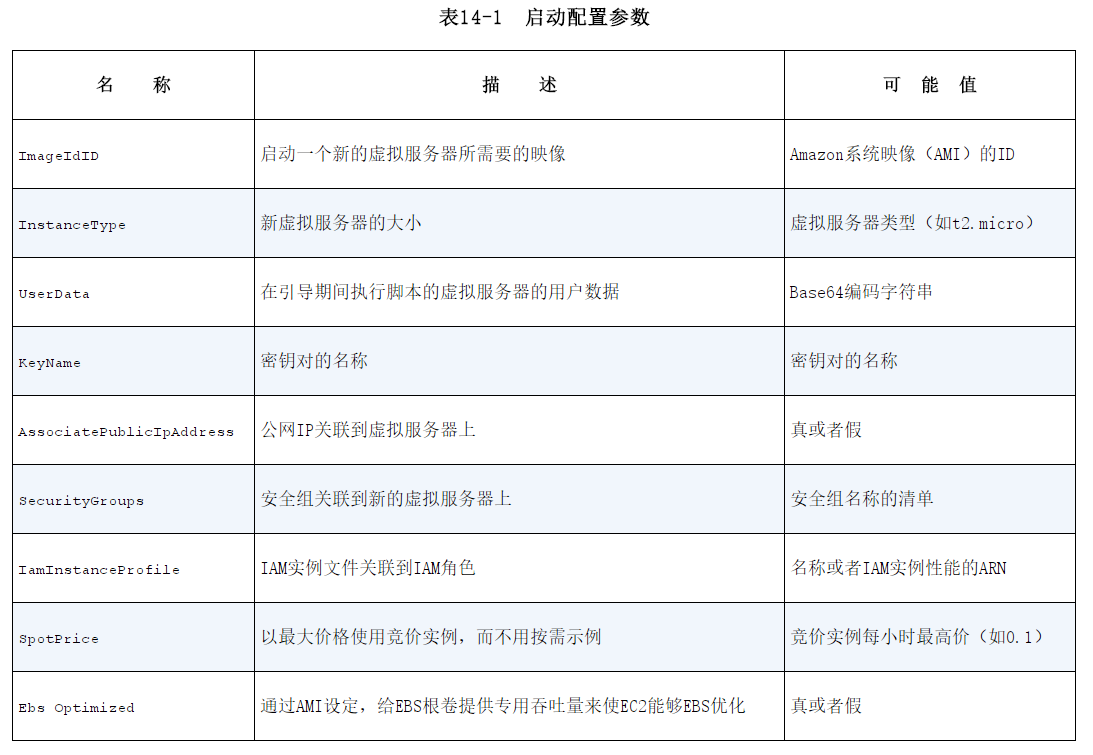 表14-1 启动配置参数
名 称 描 述 可 能 值
ImageIdID 启动一个新的虚拟服务器所需要的映像 Amazon系统映像（AMI）的ID
InstanceType 新虚拟服务器的大小 虚拟服务器类型（如t2.micro）
UserData 在引导期间执行脚本的虚拟服务器的用户数据 Base64编码字符串
KeyName 密钥对的名称 密钥对的名称
AssociatePublicIpAddress 公网IP关联到虚拟服务器上 真或者假
SecurityGroups 安全组关联到新的虚拟服务器上 安全组名称的清单
IamInstanceProfile IAM实例文件关联到IAM角色 名称或者IAM实例性能的ARN
SpotPrice 以最大价格使用竞价实例，而不用按需示例 竞价实例每小时最高价（如0.1）
Ebs Optimized 通过AMI设定，给EBS根卷提供专用吞吐量来使EC2能够EBS优化 真或者假